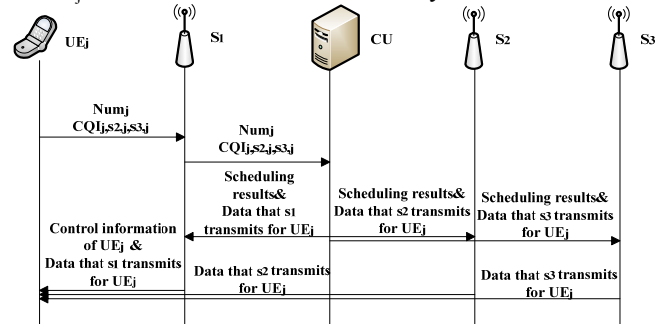 UEj
S1
CU
S2
S3
Numj
CQIj,s2,j,s3,j
Numj
CQIj,s2,j,s3,j
Scheduling
results&
Data that s1
transmits for UEj
Scheduling results&
Data that s2 transmits
for UEj
Scheduling results&
Data that s3 transmits
for UEj
Control information
of UEj &
Data that s1 transmits
for UEj
Data that s2 transmits
for UEj
Data that s3 transmits
for UEj